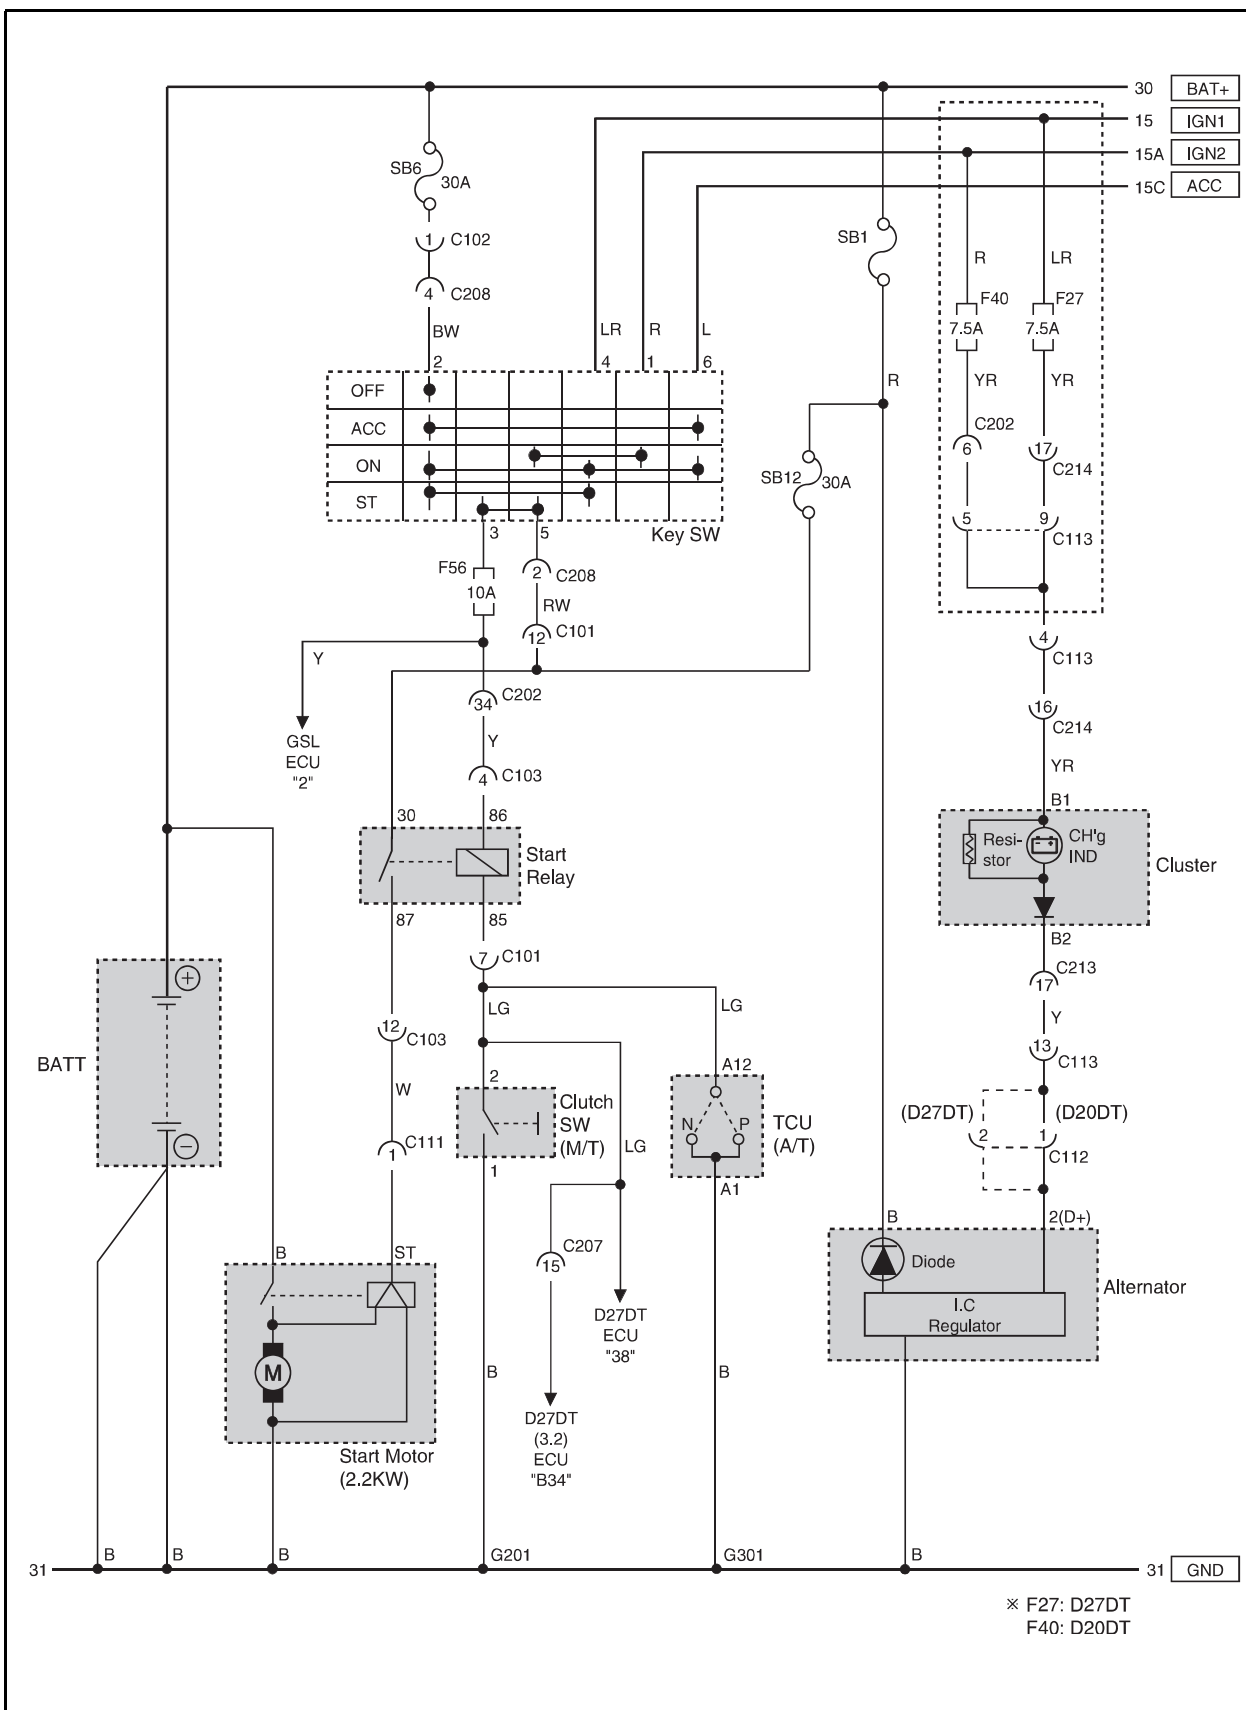 30 BAT+
15 IGN1
15A IGN2
15C ACC
SB6
30A
1 C102
4 C208
BW
2
LR
R
L
4
1
6
SB1
R
LR
F40
F27
7.5A
7.5A
R
YR
YR
OFF
ACC
ON
ST
Key SW
3
5
C202
6
17
C214
SB12
30A
5
9
C113
F56
10A
2 C208
RW
12 C101
Y
GSL
ECU
"2"
34 C202
Y
4 C103
4
C113
16
C214
YR
B1
30
86
Start
Relay
87
85
Resi-
stor
CH'g
IND
Cluster
B2
7 C101
LG
LG
C213
17
Y
13
C113
+
BATT
−
12
C103
W
C111
1
2
Clutch
SW
(M/T)
1
LG
A12
N
P
TCU
(A/T)
A1
(D27DT)
(D20DT)
2
1
C112
B
2(D+)
Diode
I.C
Regulator
Alternator
C207
15
B
ST
M
Start Motor
(2.2KW)
D27DT
ECU
"38"
B
B
D27DT
(3.2)
ECU
"B34"
31
B
B
B
G201
G301
B
31 GND
※ F27: D27DT
F40: D20DT